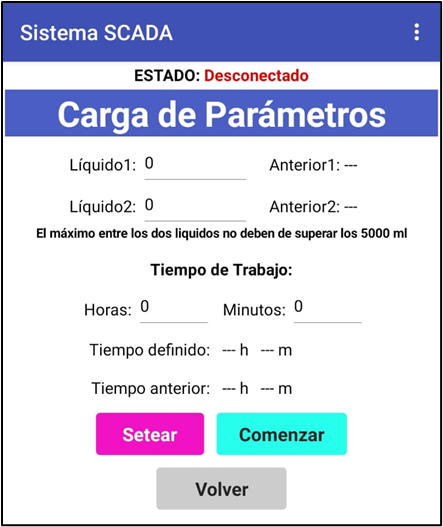 Sistema SCADA
ESTADO: Desconectado
Carga de Parámetros
Líquido1: 0 Anterior1: ---
Líquido2: 0 Anterior2: ---
El máximo entre los dos liquidos no deben de superar los 5000 ml
Tiempo de Trabajo:
Horas: 0 Minutos: 0
Tiempo definido: --- h --- m
Tiempo anterior: --- h --- m
Setear Comenzar
Volver